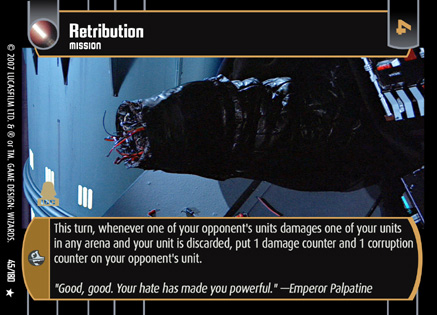 Retribution
MISSION
4
This turn, whenever one of your opponent's units damages one of your units
in any arena and your unit is discarded, put 1 damage counter and 1 corruption
counter on your opponent's unit.
"Good, good. Your hate has made you powerful." —Emperor Palpatine
© 2007 LUCASFILM LTD. & ® or TM. GAME DESIGN: WIZARDS.
45/180